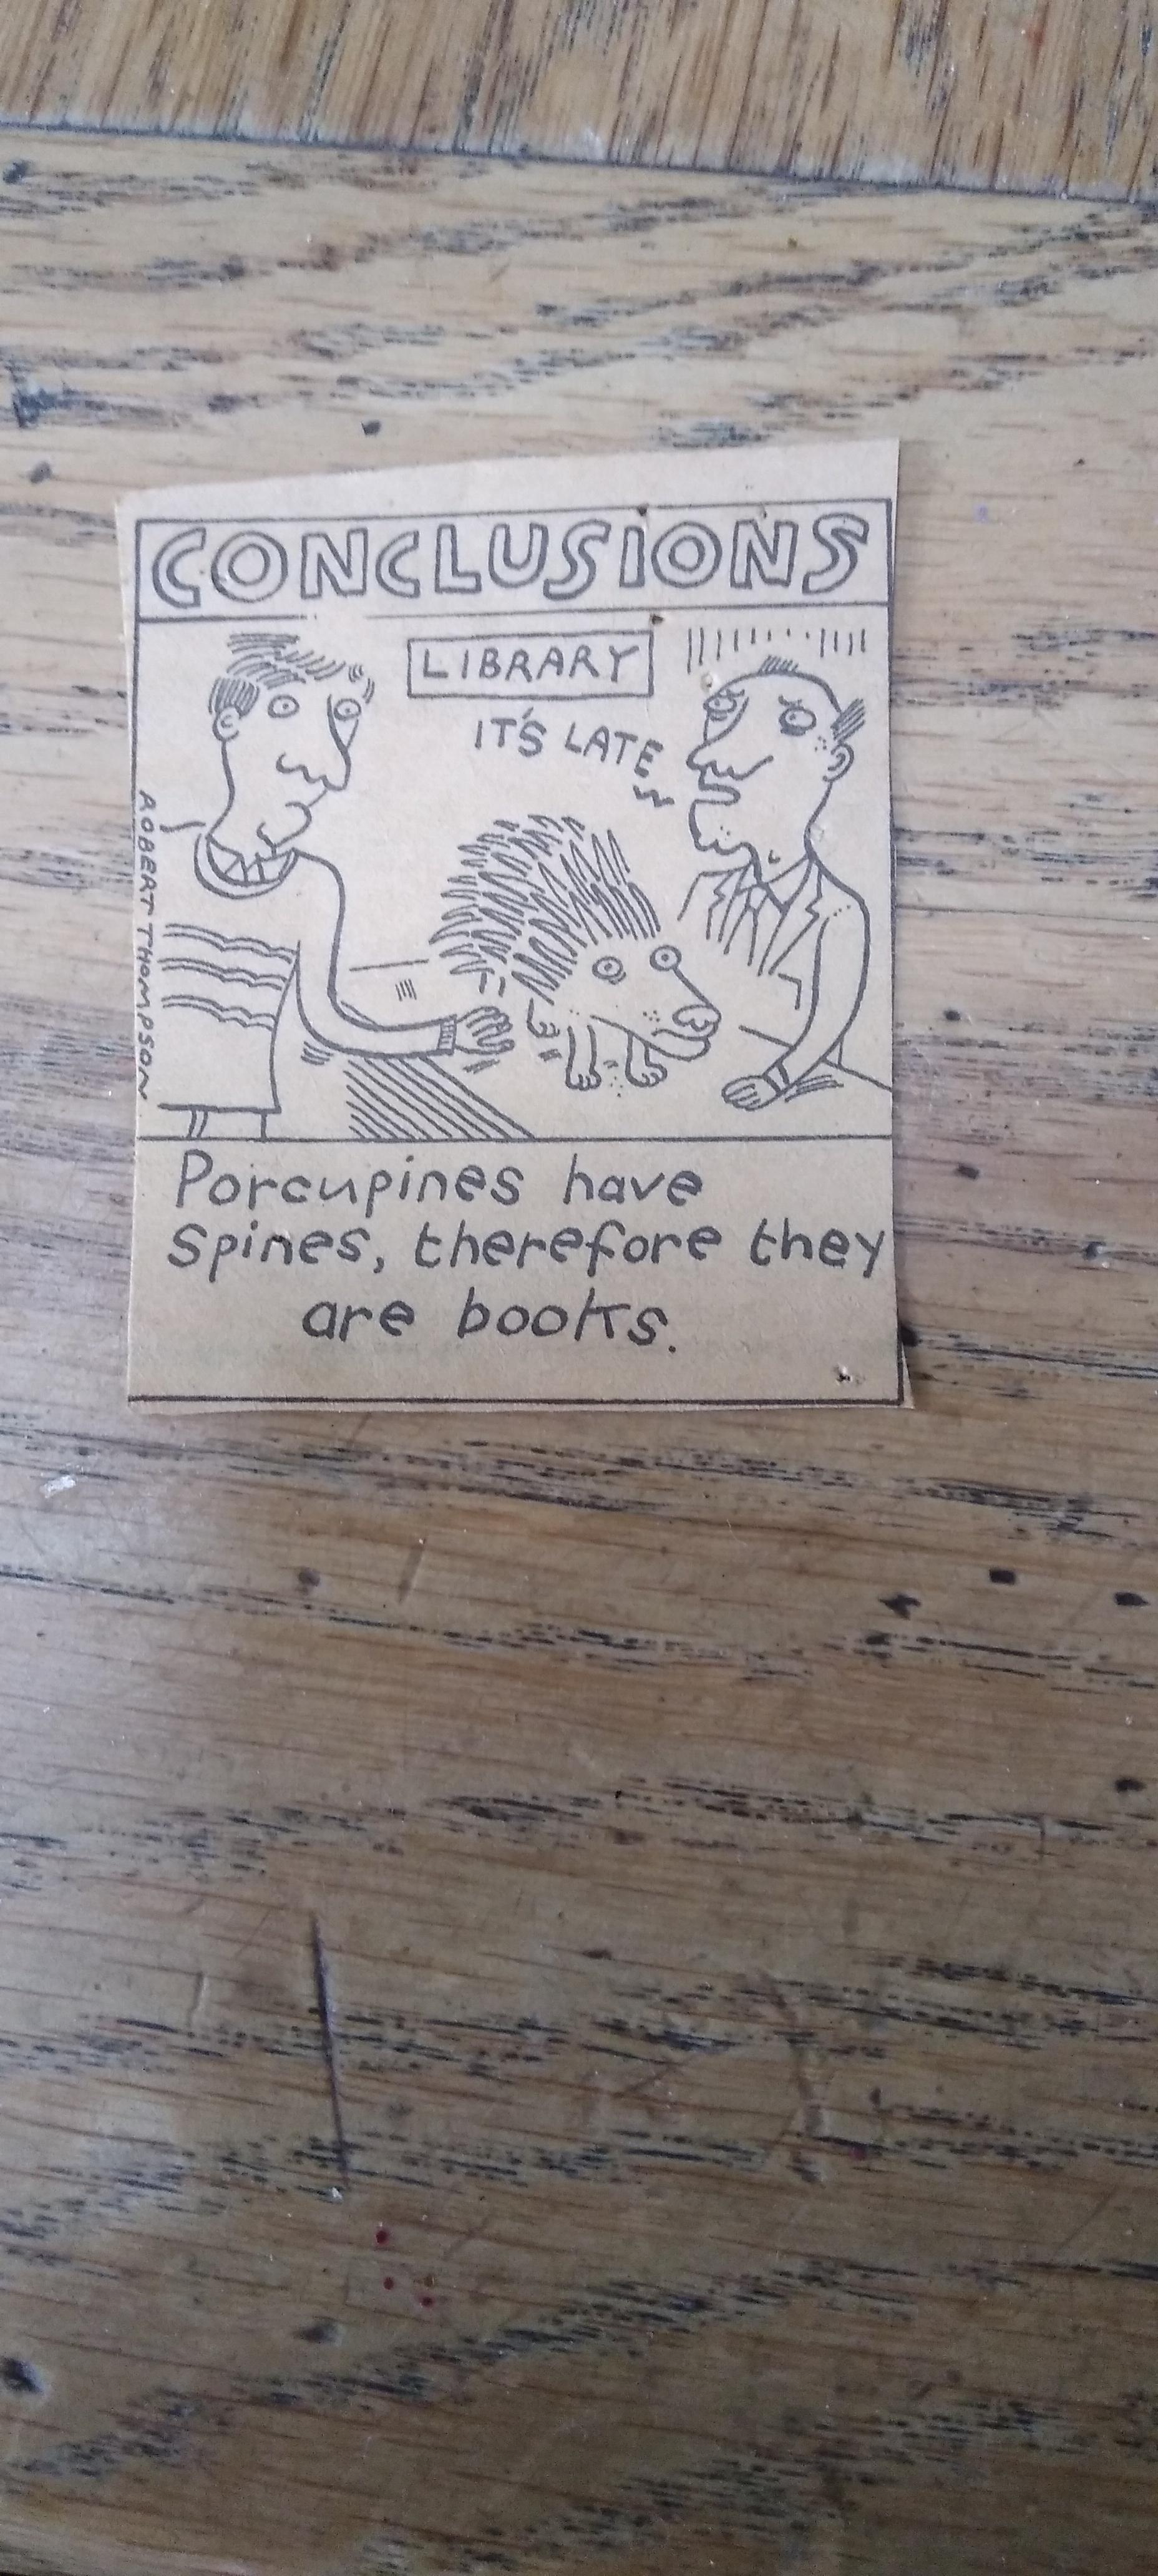 CONCLUSIONS
LIBRARY
IT'S LATE
ROBERT THOMPSON
Porcupines have
spines, therefore they
are books.